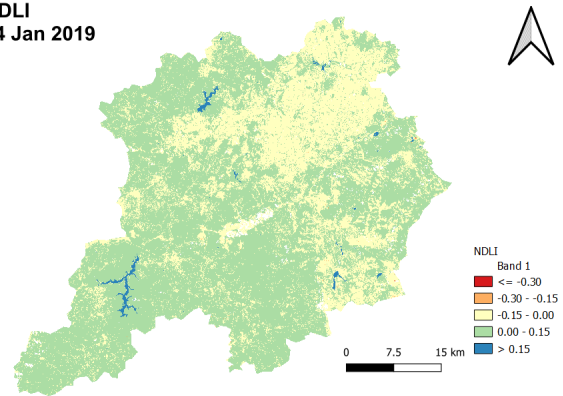 DLI
4 Jan 2019
NDLI
Band 1
<= -0.30
-0.30 - -0.15
-0.15 - 0.00
0.00 - 0.15
> 0.15
0 7.5 15 km